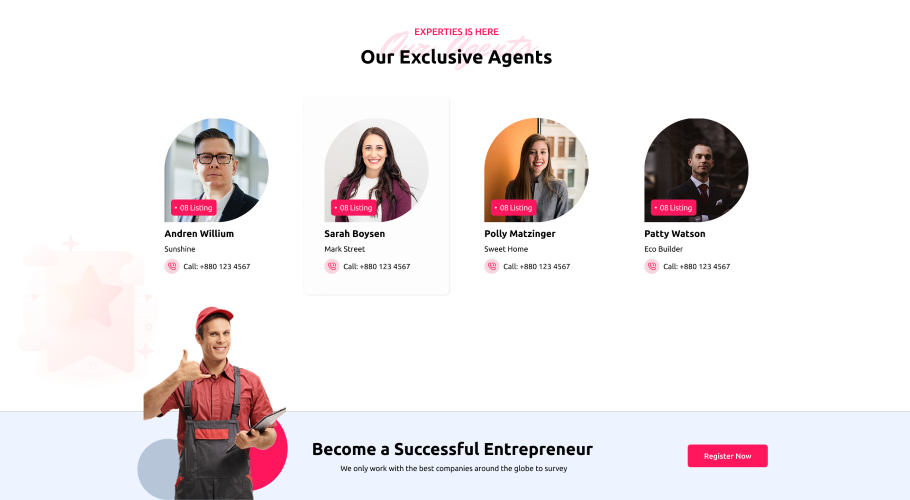 EXPERTIES IS HERE
Our Agents
Our Exclusive Agents
• 08 Listing
• 08 Listing
• 08 Listing
• 08 Listing
Andren Willium
Sarah Boysen
Polly Matzinger
Patty Watson
Sunshine
Mark Street
Sweet Home
Eco Builder
Call: +880 123 4567
Call: +880 123 4567
Call: +880 123 4567
Call: +880 123 4567
Become a Successful Entrepreneur
We only work with the best companies around the globe to survey
Register Now